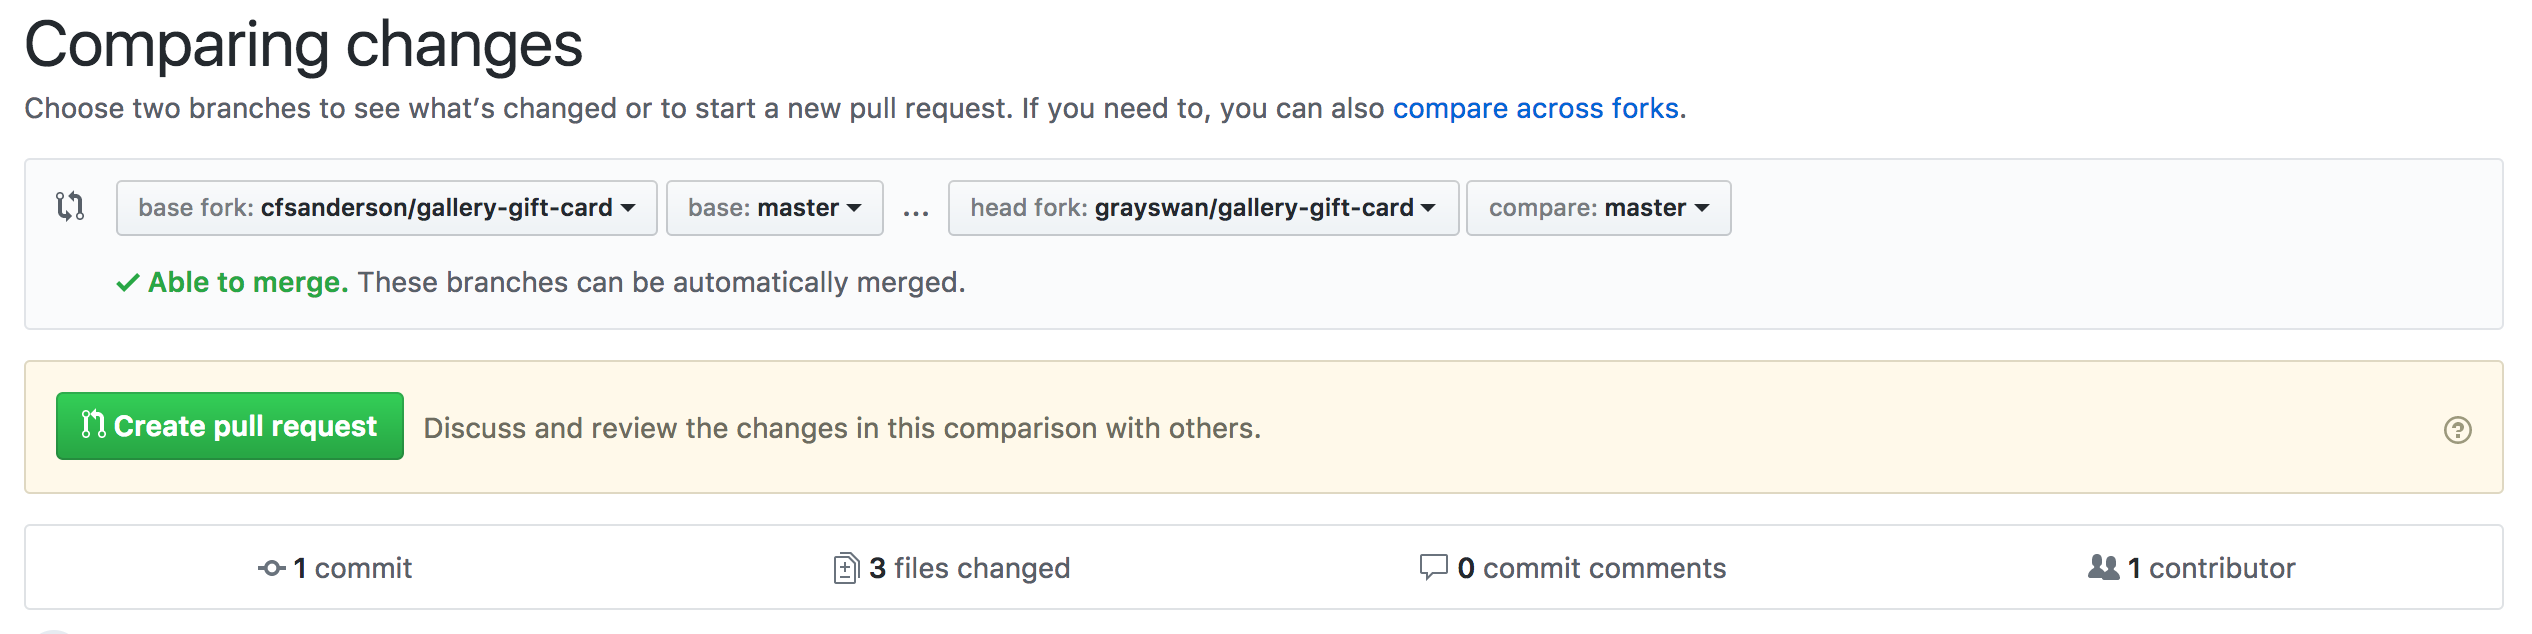 Comparing changes
Choose two branches to see what's changed or to start a new pull request. If you need to, you can also compare across forks.
base fork: cfsanderson/gallery-gift-card base: master ... head fork: grayswan/gallery-gift-card compare: master
Able to merge. These branches can be automatically merged.
Create pull request Discuss and review the changes in this comparison with others.
1 commit 3 files changed 0 commit comments 1 contributor